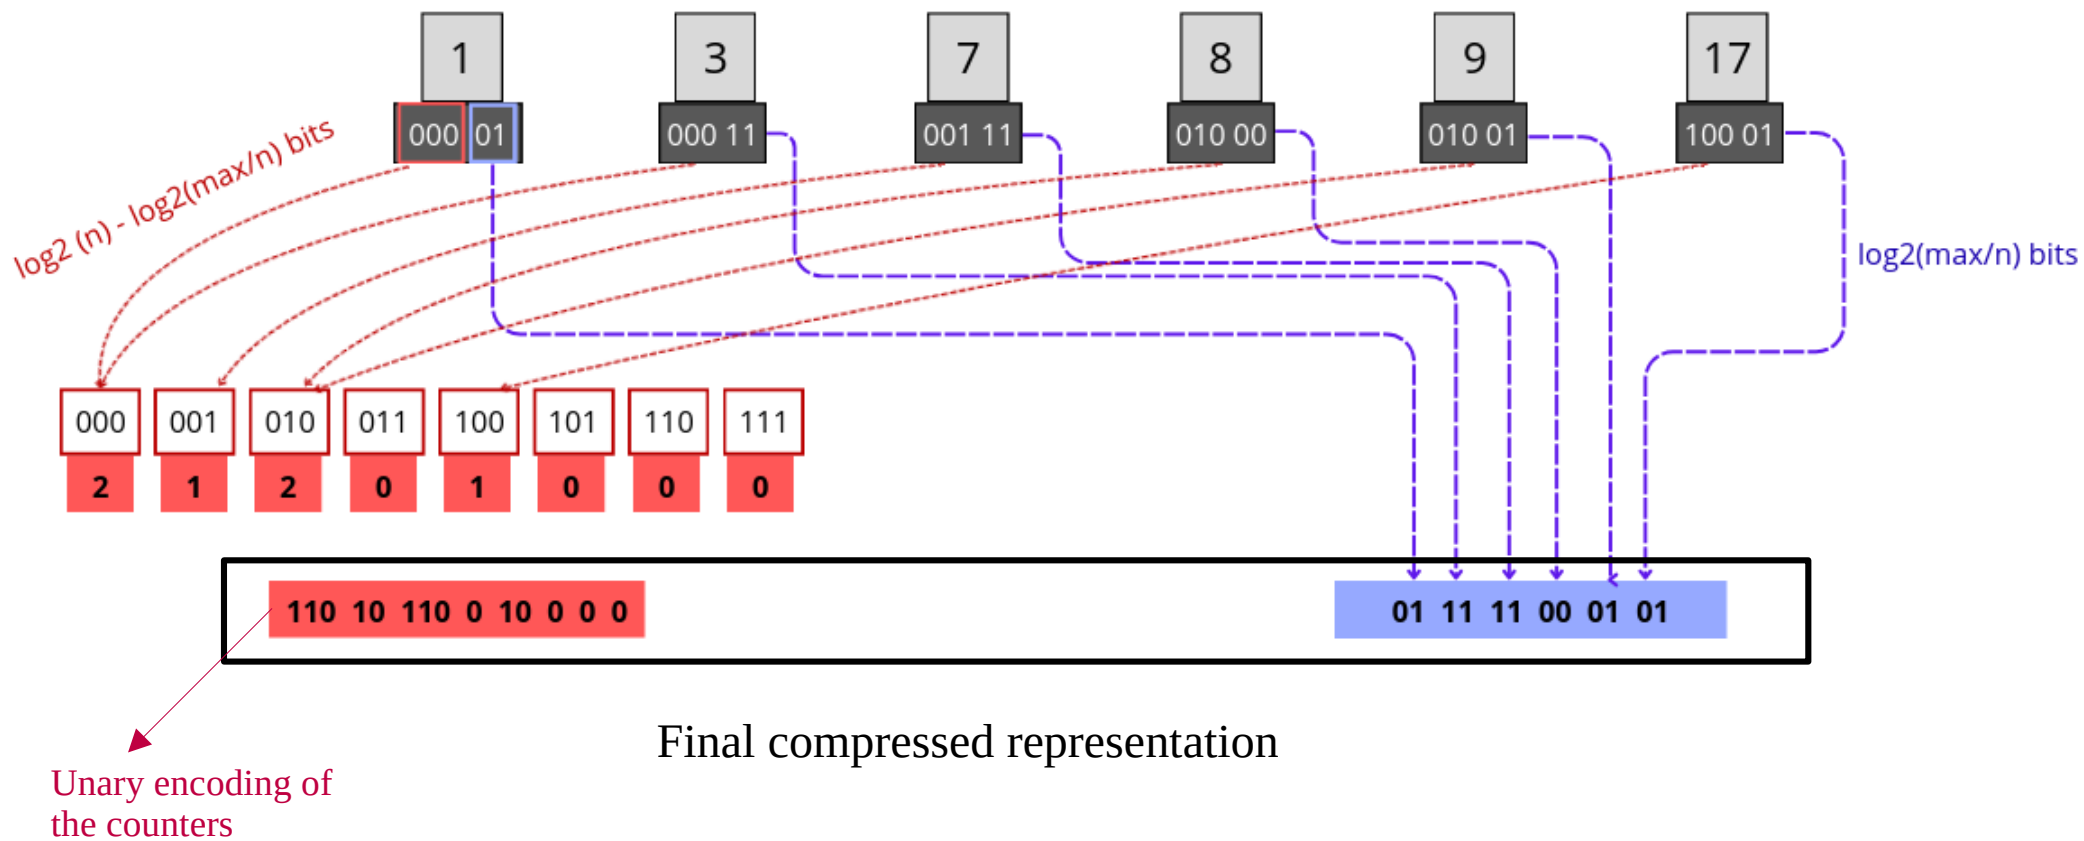 1 3 7 8 9 17
000 01 000 11 001 11 010 00 010 01 100 01
log2 (n) - log2(max/n) bits
log2(max/n) bits
000 001 010 011 100 101 110 111
2 1 2 0 1 0 0 0
110 10 110 0 10 0 0 0
01 11 11 00 01 01
Final compressed representation
Unary encoding of
the counters